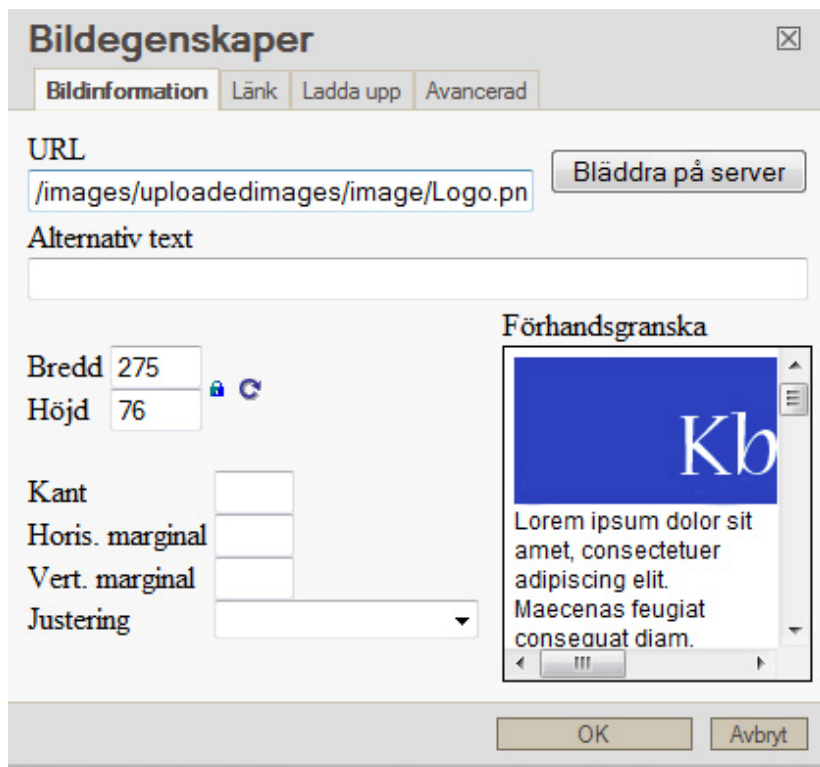 Bildegenskaper
Bildinformation Länk Ladda upp Avancerad
URL
/images/uploadedimages/image/Logo.pn
Bläddra på server
Alternativ text
Bredd 275
Höjd 76
Kant
Horis. marginal
Vert. marginal
Justering
Förhandsgranska
Kb
Lorem ipsum dolor sit
amet, consectetuer
adipiscing elit.
Maecenas feugiat
consequat diam.
OK Avbryt